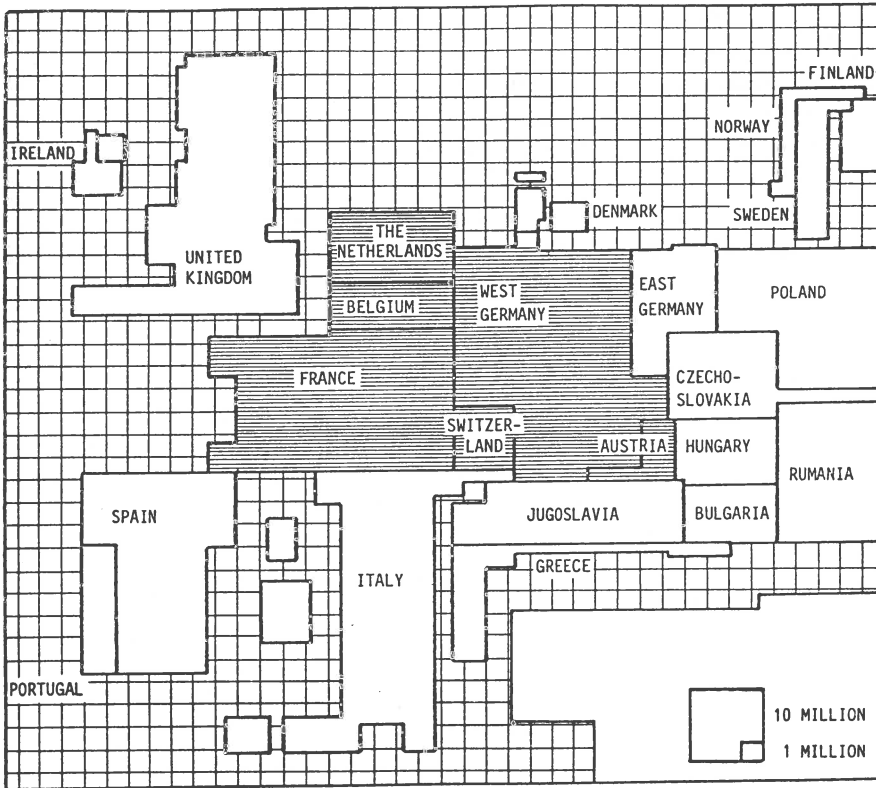 FINLAND
NORWAY
IRELAND
SWEDEN
DENMARK
THE
NETHERLANDS
UNITED
KINGDOM
BELGIUM
WEST
GERMANY
EAST
GERMANY
POLAND
FRANCE
CZECHO-
SLOVAKIA
SWITZER-
LAND
AUSTRIA
HUNGARY
RUMANIA
SPAIN
JUGOSLAVIA
BULGARIA
GREECE
ITALY
PORTUGAL
10 MILLION
1 MILLION